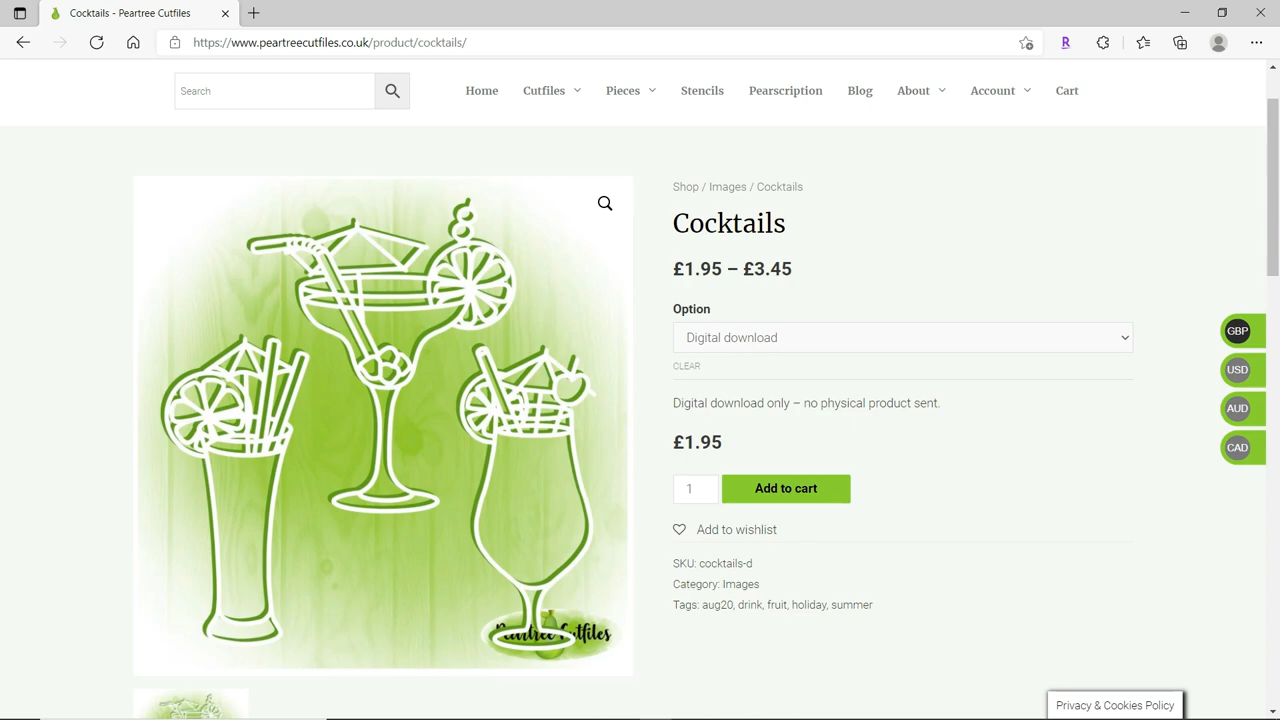 Cocktails - Peartree Cutfiles
https://www.peartreecutfiles.co.uk/product/cocktails/
Search
Home Cutfiles Pieces Stencils Pearscription Blog About Account Cart
Shop / Images / Cocktails
Cocktails
£1.95 – £3.45
Option
Digital download
CLEAR
Digital download only – no physical product sent.
£1.95
1
Add to cart
Add to wishlist
SKU: cocktails-d
Category: Images
Tags: aug20, drink, fruit, holiday, summer
GBP
USD
AUD
CAD
Peartree Cutfiles
Privacy & Cookies Policy